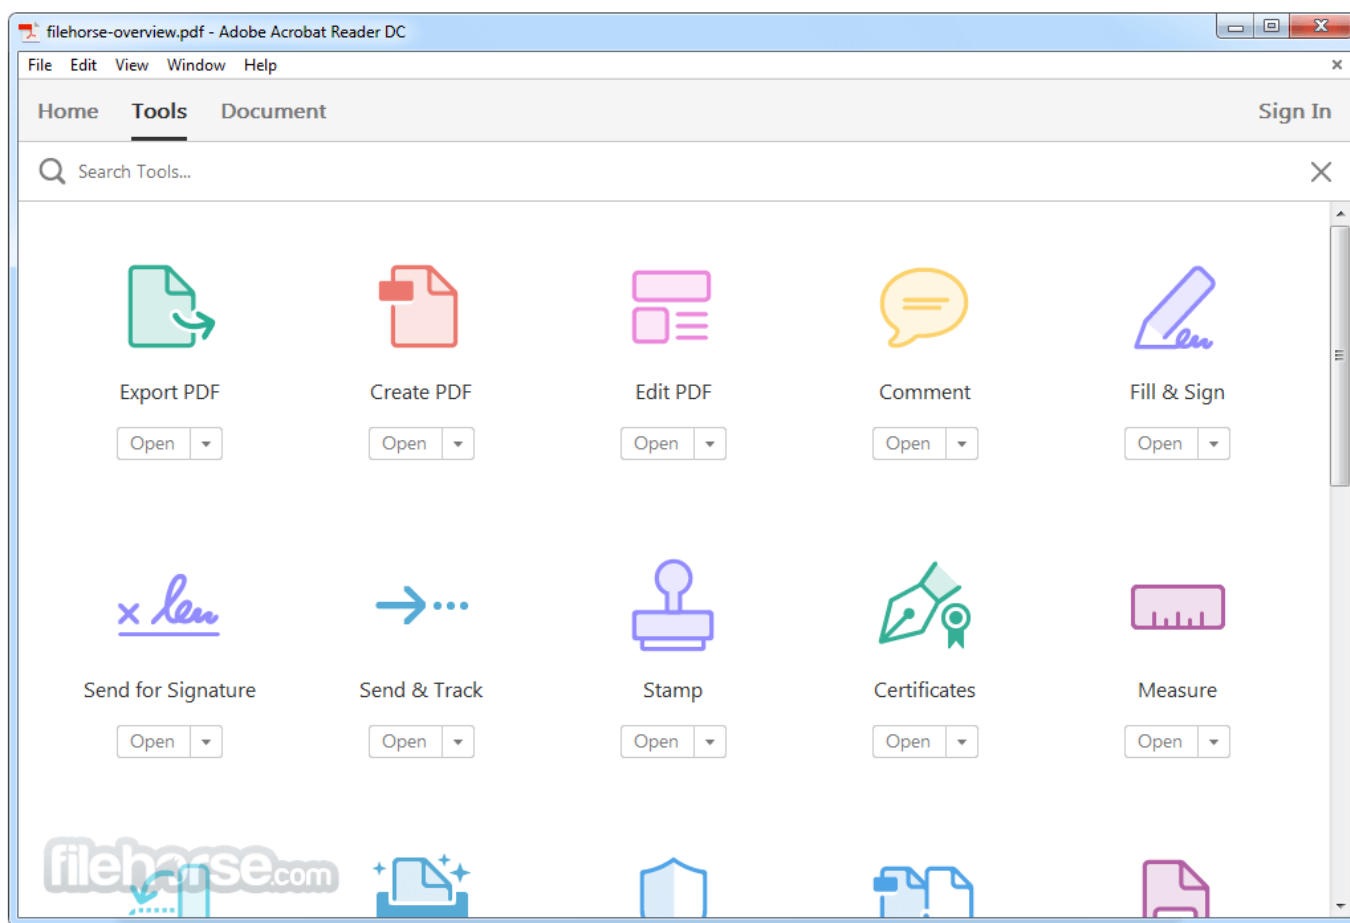 filehorse-overview.pdf - Adobe Acrobat Reader DC
File Edit View Window Help
Home Tools Document Sign In
Search Tools...
Export PDF Create PDF Edit PDF Comment Fill & Sign
Open Open Open Open Open
Send for Signature Send & Track Stamp Certificates Measure
Open Open Open Open Open
filehorse.com